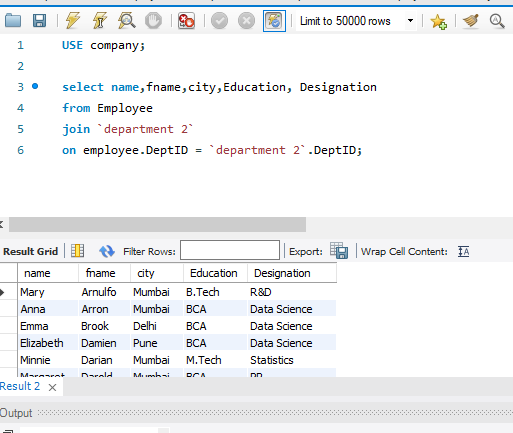 Limit to 50000 rows
1 USE company;
2
3 select name,fname,city,Education, Designation
4 from Employee
5 join `department 2`
6 on employee.DeptID = `department 2`.DeptID;
Result Grid Filter Rows: Export: Wrap Cell Content: IA
name fname city Education Designation
Mary Arnulfo Mumbai B.Tech R&D
Anna Arron Mumbai BCA Data Science
Emma Brook Delhi BCA Data Science
Elizabeth Damien Pune BCA Data Science
Minnie Darian Mumbai M.Tech Statistics
Margaret Darold Mumbai BCA PR
Result 2 ×
Output